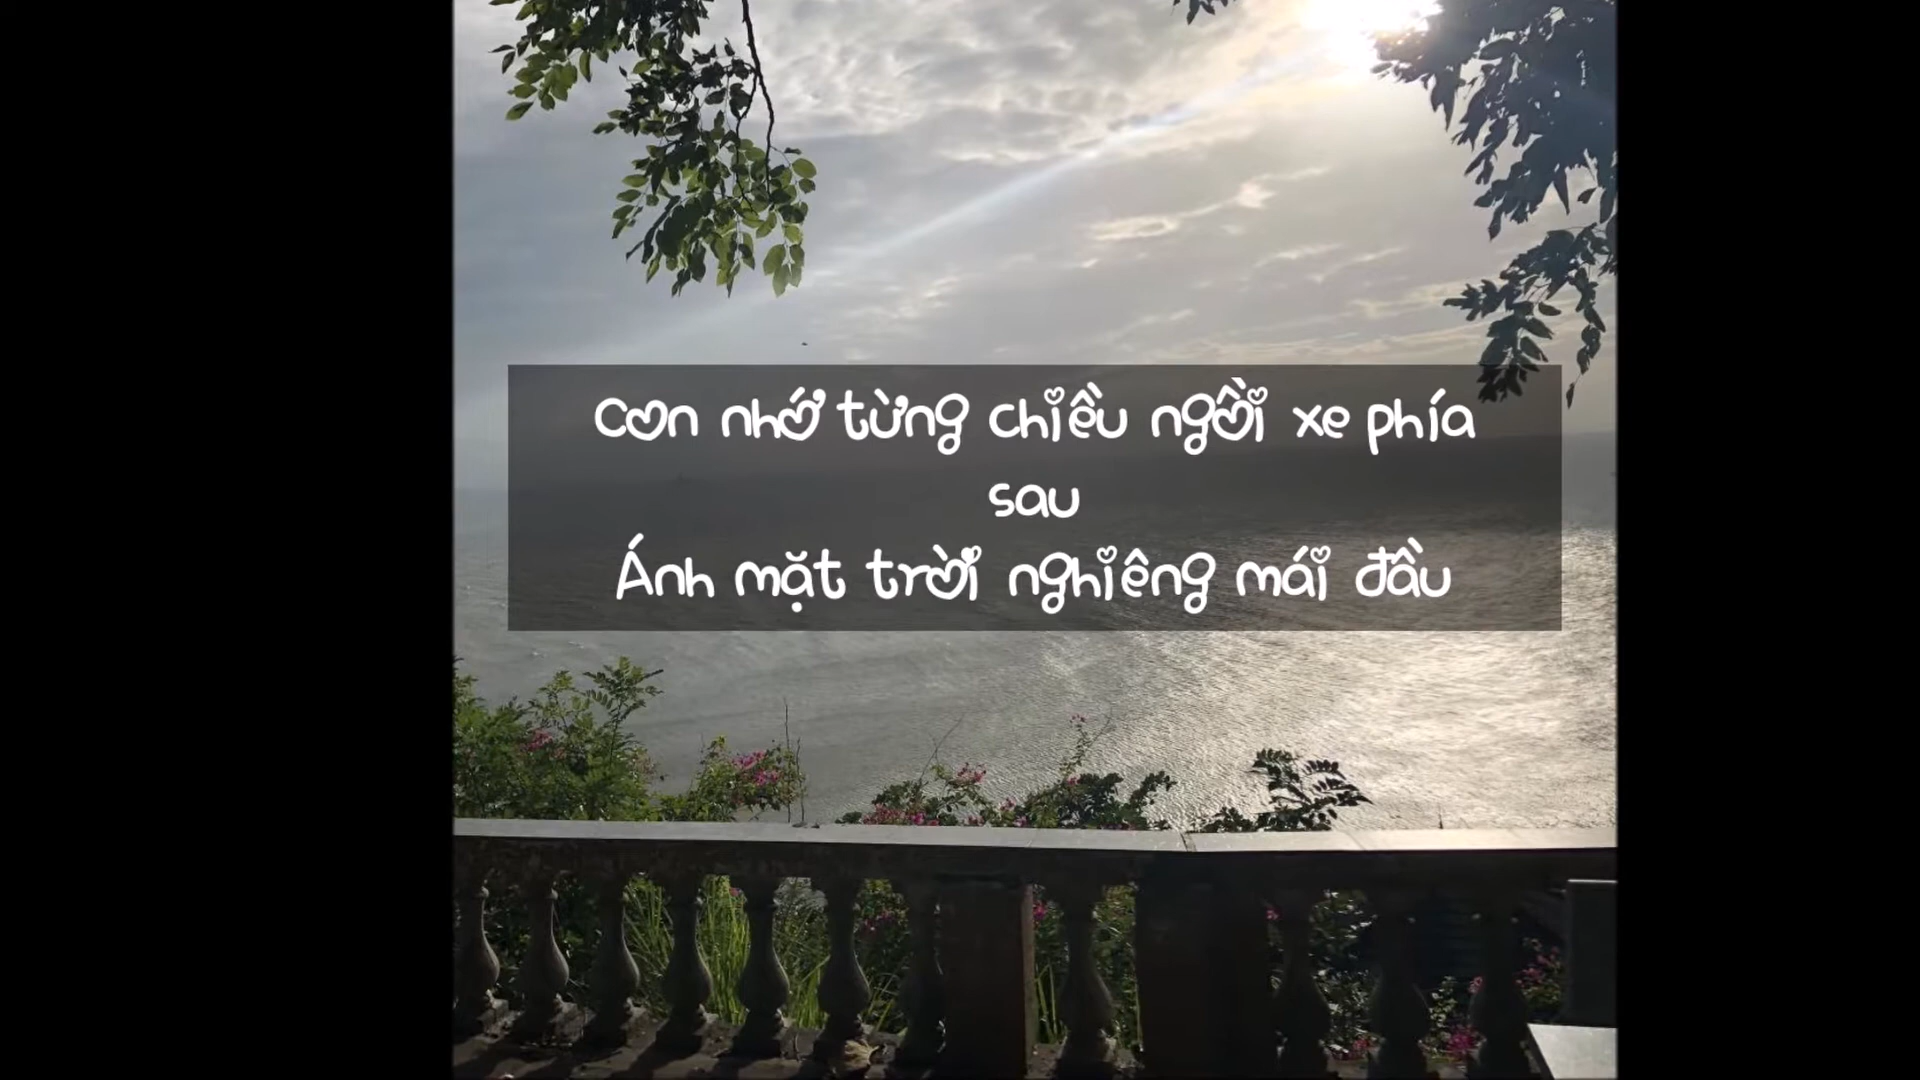 Con nhớ từng chiều ngồi xe phía
sau
Ánh mặt trời nghiêng mái đầu